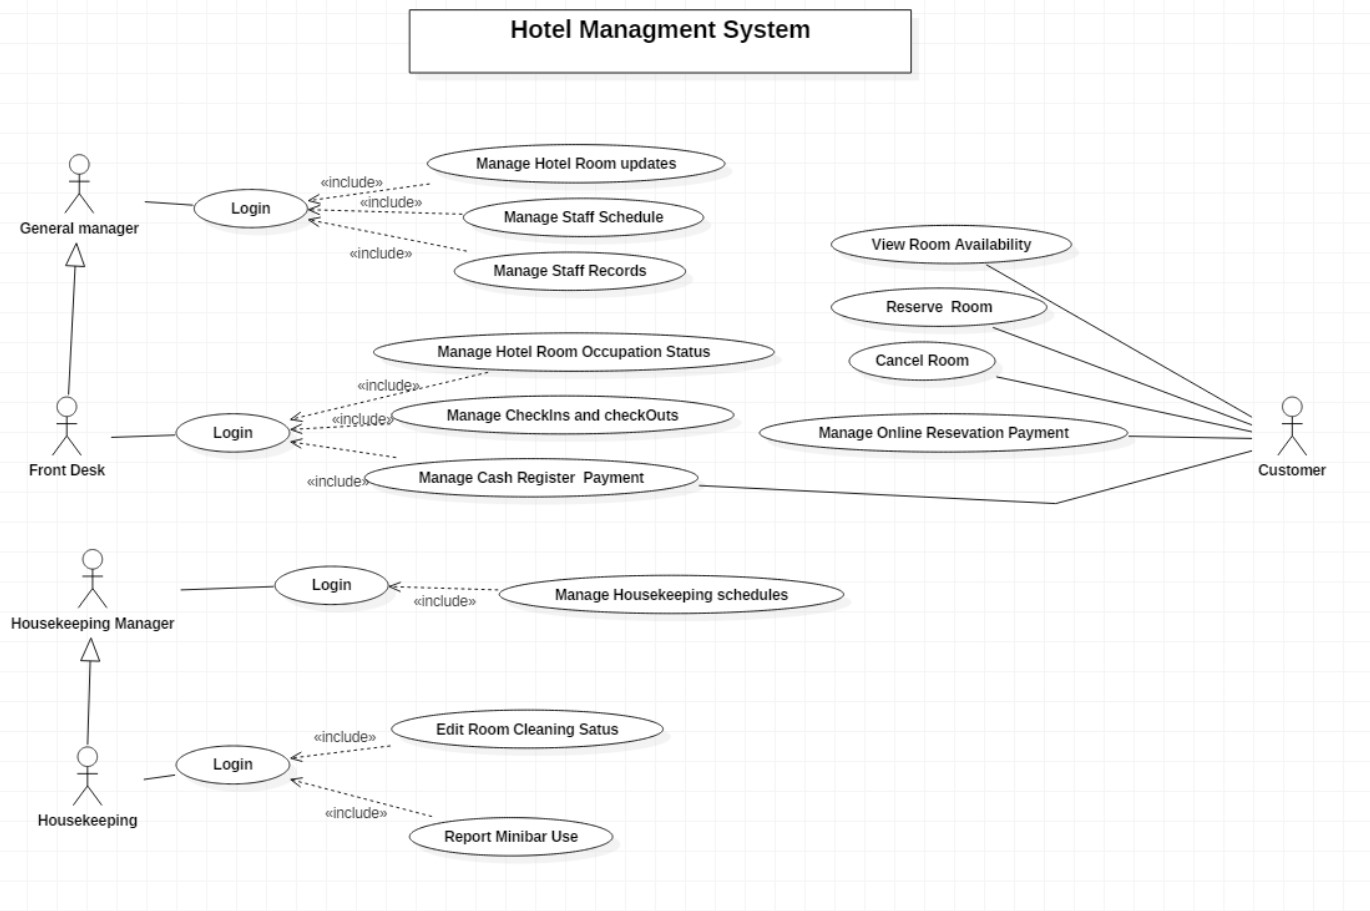 Hotel Managment System
Manage Hotel Room updates
«include»
«include»
Login
Manage Staff Schedule
General manager
«include»
Manage Staff Records
View Room Availability
Reserve  Room
Manage Hotel Room Occupation Status
Cancel Room
«include»
«include»
Manage CheckIns and checkOuts
Login
Manage Online Resevation Payment
Front Desk
Customer
«include»
Manage Cash Register  Payment
Login
Manage Housekeeping schedules
«include»
Housekeeping Manager
Edit Room Cleaning Satus
«include»
Login
«include»
Housekeeping
Report Minibar Use